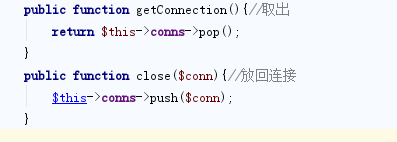 public function getConnection(){//取出
return $this->conns->pop();
}
public function close($conn){//放回连接
$this->conns->push($conn);
}